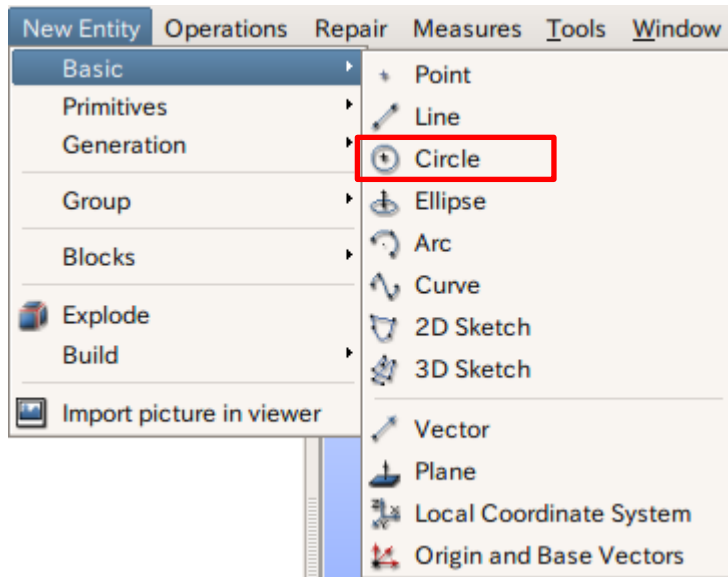 New Entity Operations Repair Measures Tools Window
Basic
Primitives
Generation
Group
Blocks
Explode
Build
Import picture in viewer
Point
Line
Circle
Ellipse
Arc
Curve
2D Sketch
3D Sketch
Vector
Plane
Local Coordinate System
Origin and Base Vectors